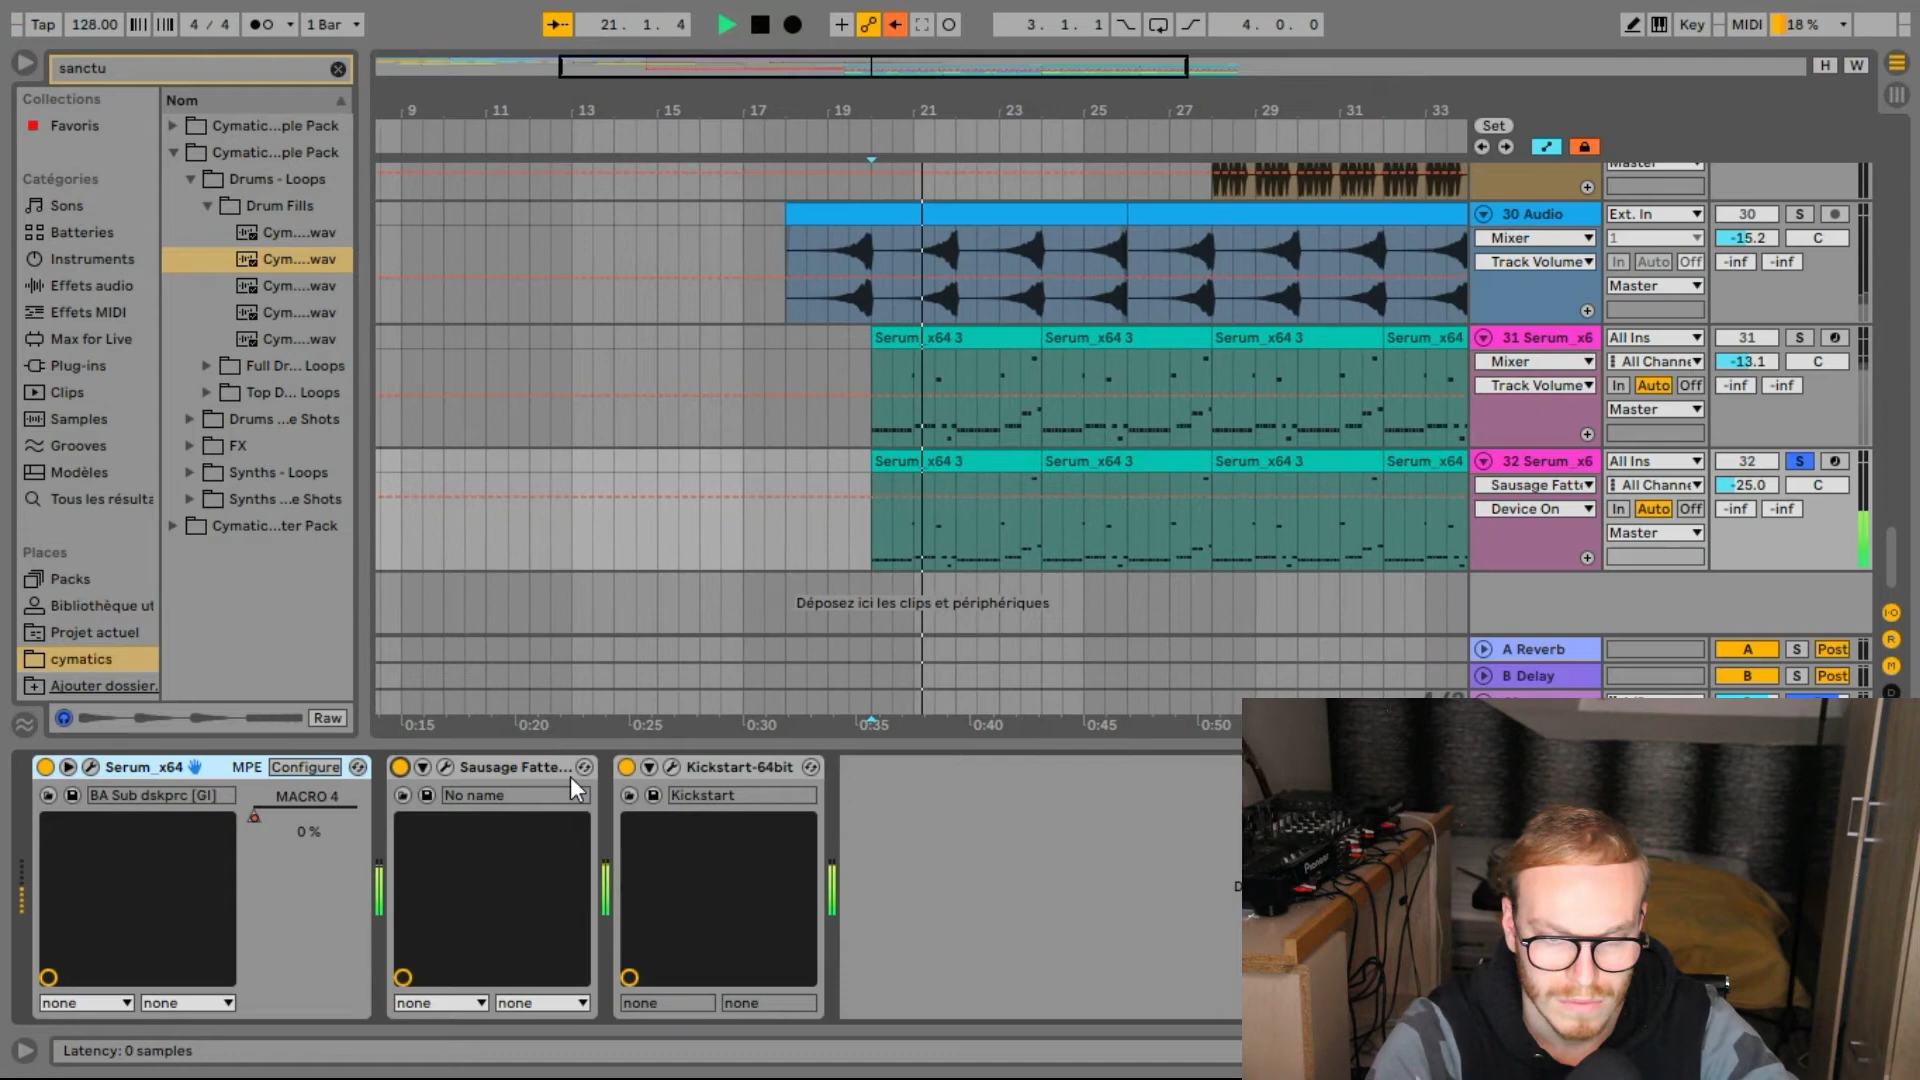 Tap 128.00 4 / 4 1 Bar 21. 1. 4 3. 1. 1 4. 0. 0 Key MIDI 18 %
sanctu
H W
Collections
Favoris
Catégories
Sons
Batteries
Instruments
Effets audio
Effets MIDI
Max for Live
Plug-ins
Clips
Samples
Grooves
Modèles
Tous les résulta
Places
Packs
Bibliothèque ut
Projet actuel
cymatics
Ajouter dossier.
Raw
Nom
Cymatic...ple Pack
Cymatic...ple Pack
Drums - Loops
Drum Fills
Cym....wav
Cym....wav
Cym....wav
Cym....wav
Cym....wav
Full Dr... Loops
Top D... Loops
Drums ...e Shots
FX
Synths - Loops
Synths ...e Shots
Cymatic...ter Pack
9 11 13 15 17 19 21 23 25 27 29 31 33
Set
30 Audio Ext. In 30 S
Mixer 1 -15.2 C
Track Volume In Auto Off -inf -inf
Master
Serum_x64 3 Serum_x64 3 Serum_x64 3 Serum_x64 31 Serum_x6 All Ins 31 S
Mixer All Channe -13.1 C
Track Volume In Auto Off -inf -inf
Master
Serum_x64 3 Serum_x64 3 Serum_x64 3 Serum_x64 32 Serum_x6 All Ins 32 S
Sausage Fatte All Channe -25.0 C
Device On In Auto Off -inf -inf
Master
Déposez ici les clips et périphériques
A Reverb A S Post
B Delay B S Post
0:15 0:20 0:25 0:30 0:35 0:40 0:45 0:50
Serum_x64 MPE Configure
BA Sub dskprc [GI] MACRO 4
0 %
none none
Sausage Fatte...
No name
none none
Kickstart-64bit
Kickstart
none none
Latency: 0 samples
Pioneer